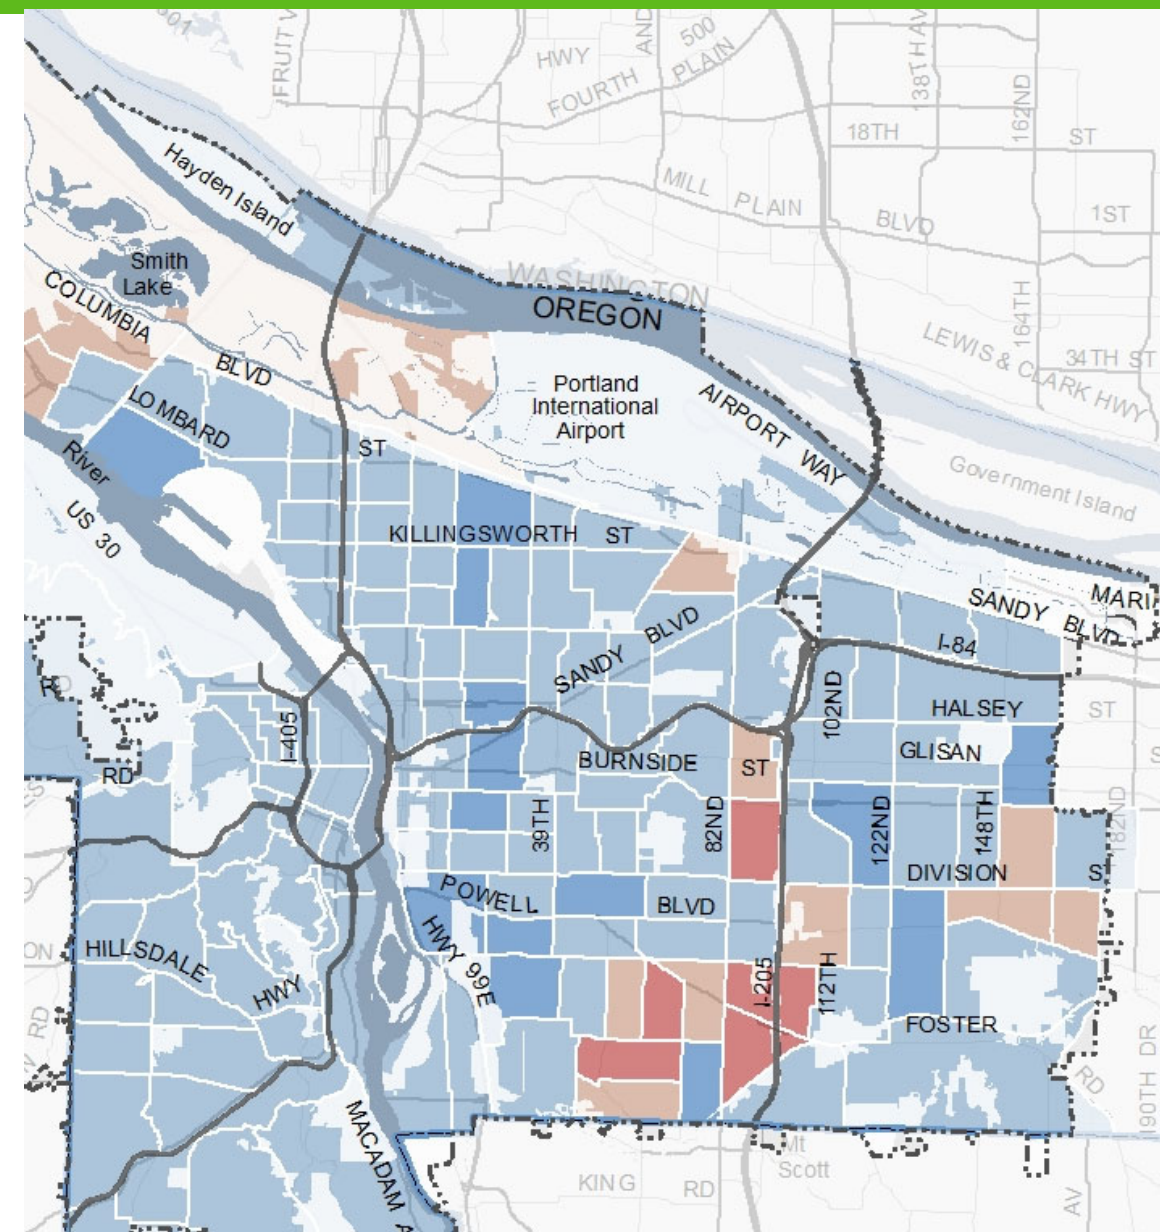 FRUIT V
AND
500
HWY
FOURTH PLAIN
138TH AV
162ND
18TH
ST
MILL PLAIN BLVD
1ST
Hayden Island
Smith
Lake
WASHINGTON
OREGON
164TH
LEWIS & CLARK HWY
34TH ST
COLUMBIA BLVD
Portland
International
Airport
AIRPORT WAY
LOMBARD ST
Government Island
River
US 30
KILLINGSWORTH ST
MARI
SANDY BLVD
SANDY BLVD
I-84
RD
102ND
HALSEY
ST
I-405
GLISAN
BURNSIDE ST
RD
39TH
82ND
122ND
148TH
182ND
DIVISION ST
POWELL BLVD
HWY 99E
HILLSDALE HWY
ON
I-205
112TH
FOSTER
RD
RD
190TH DR
MACADAM A
Mt
Scott
KING RD
AV